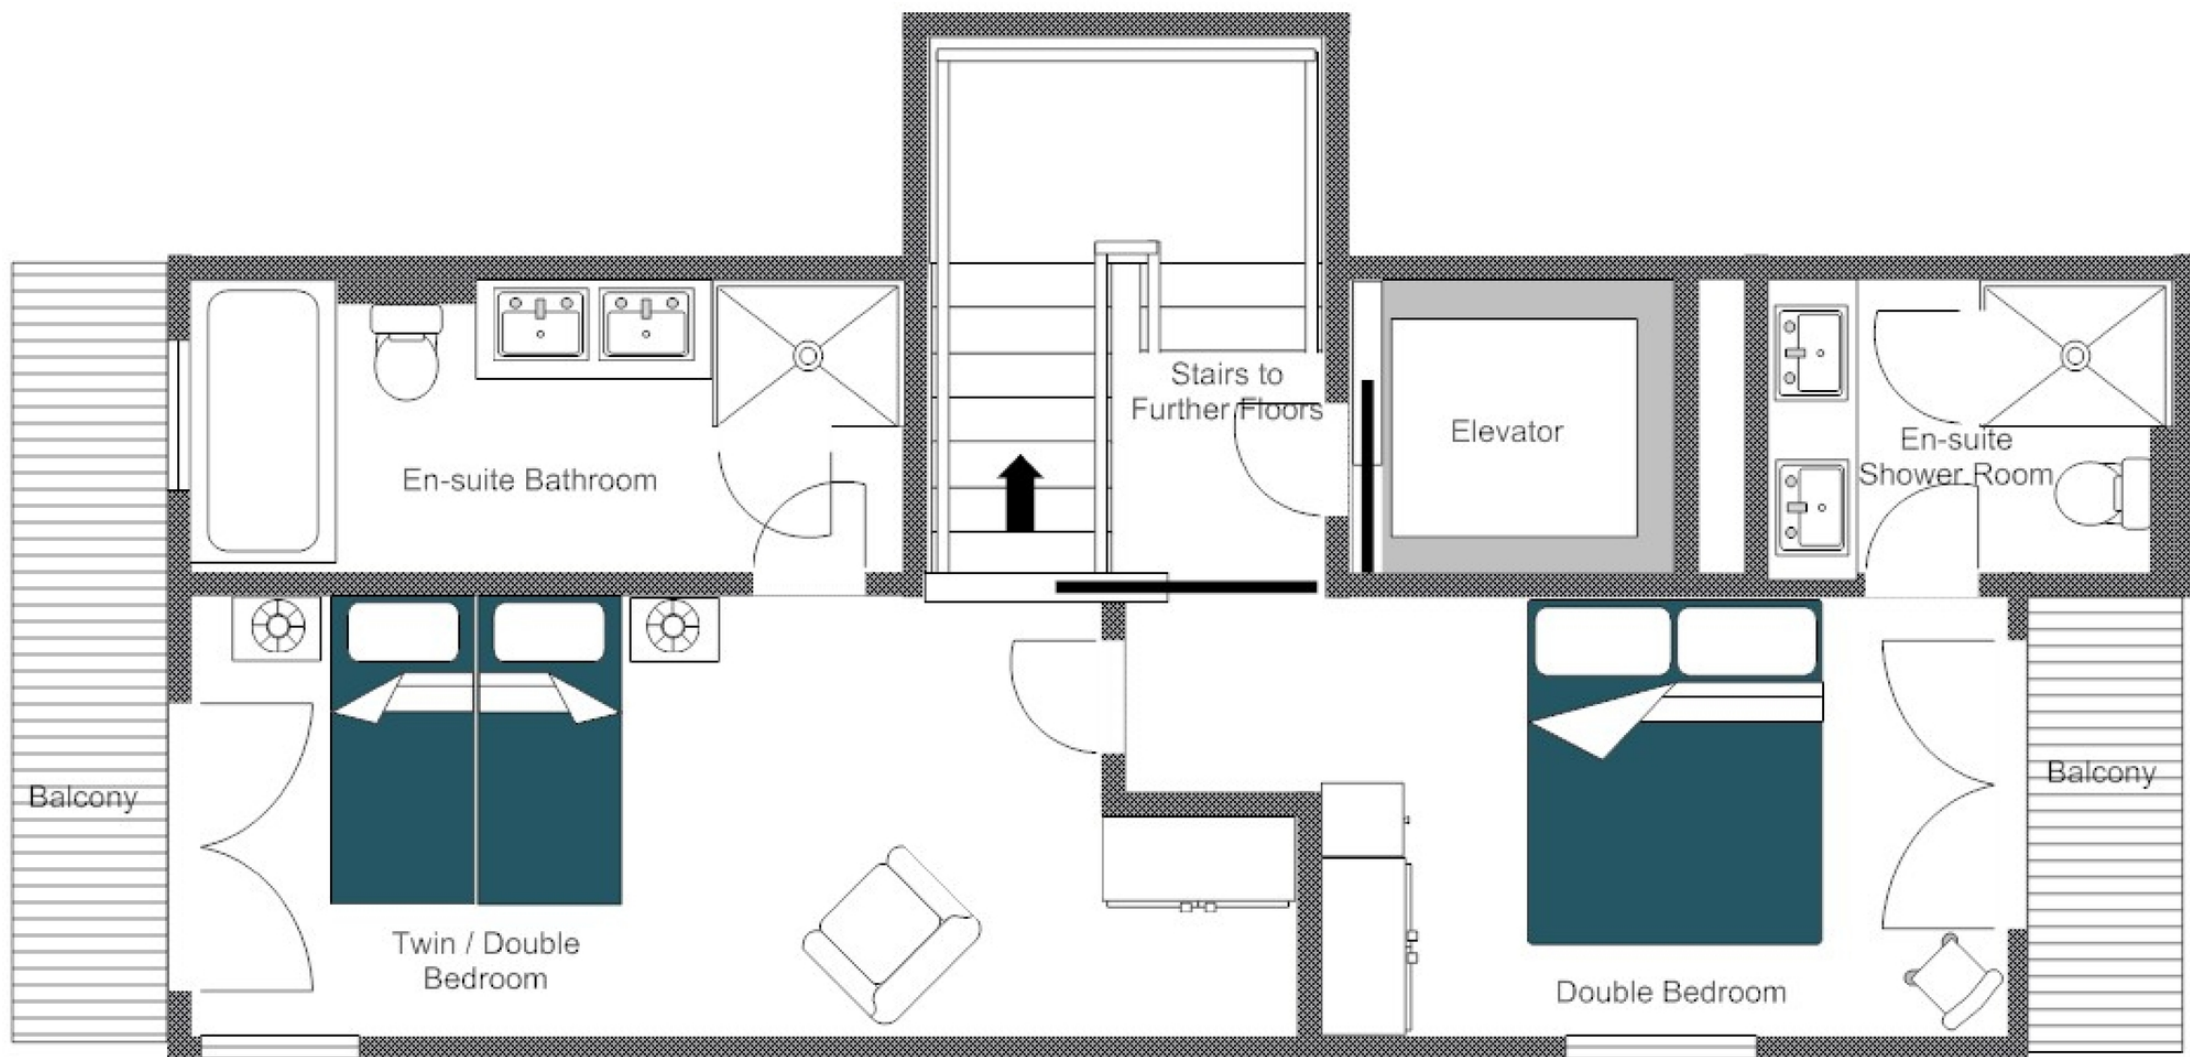 Stairs to
Further Floors
Elevator
En-suite
Shower Room
En-suite Bathroom
Balcony
Balcony
Twin / Double
Bedroom
Double Bedroom